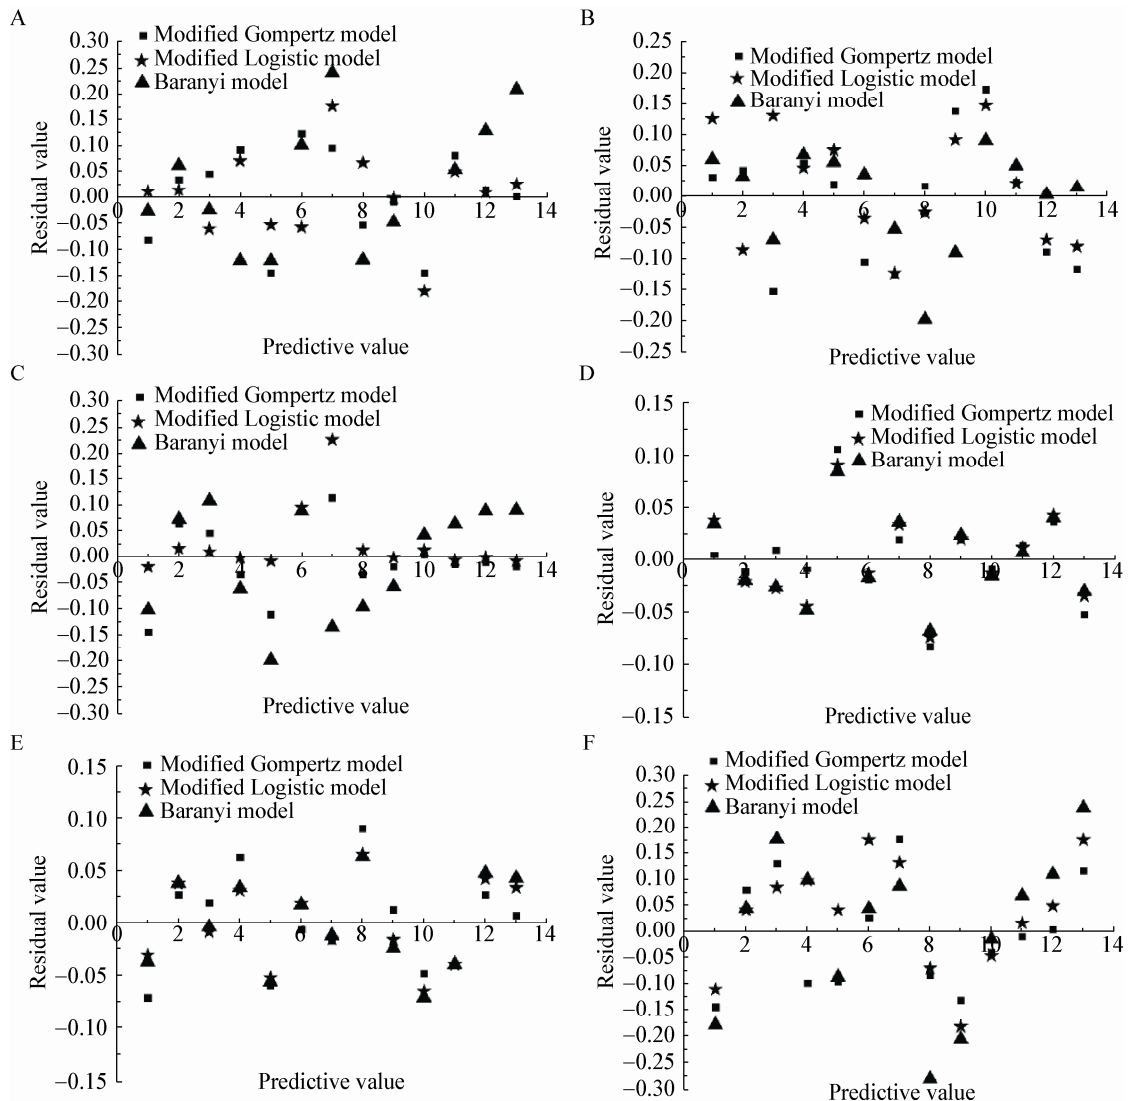 A
Modified Gompertz model
Modified Logistic model
Baranyi model
0.30
0.25
0.20
0.15
0.10
0.05
0.00
–0.05
–0.10
–0.15
–0.20
–0.25
–0.30
0 2 4 6 8 10 12 14
Residual value
Predictive value
B
Modified Gompertz model
Modified Logistic model
Baranyi model
0.25
0.20
0.15
0.10
0.05
0.00
–0.05
–0.10
–0.15
–0.20
–0.25
0 2 4 6 8 10 12 14
Residual value
Predictive value
C
Modified Gompertz model
Modified Logistic model
Baranyi model
0.30
0.25
0.20
0.15
0.10
0.05
0.00
–0.05
–0.10
–0.15
–0.20
–0.25
–0.30
0 2 4 6 8 10 12 14
Residual value
Predictive value
D
Modified Gompertz model
Modified Logistic model
Baranyi model
0.15
0.10
0.05
0.00
–0.05
–0.10
–0.15
0 2 4 6 8 10 12 14
Residual value
Predictive value
E
Modified Gompertz model
Modified Logistic model
Baranyi model
0.15
0.10
0.05
0.00
–0.05
–0.10
–0.15
0 2 4 6 8 10 12 14
Residual value
Predictive value
F
Modified Gompertz model
Modified Logistic model
Baranyi model
0.30
0.25
0.20
0.15
0.10
0.05
0.00
–0.05
–0.10
–0.15
–0.20
–0.25
–0.30
0 2 4 6 8 10 12 14
Residual value
Predictive value